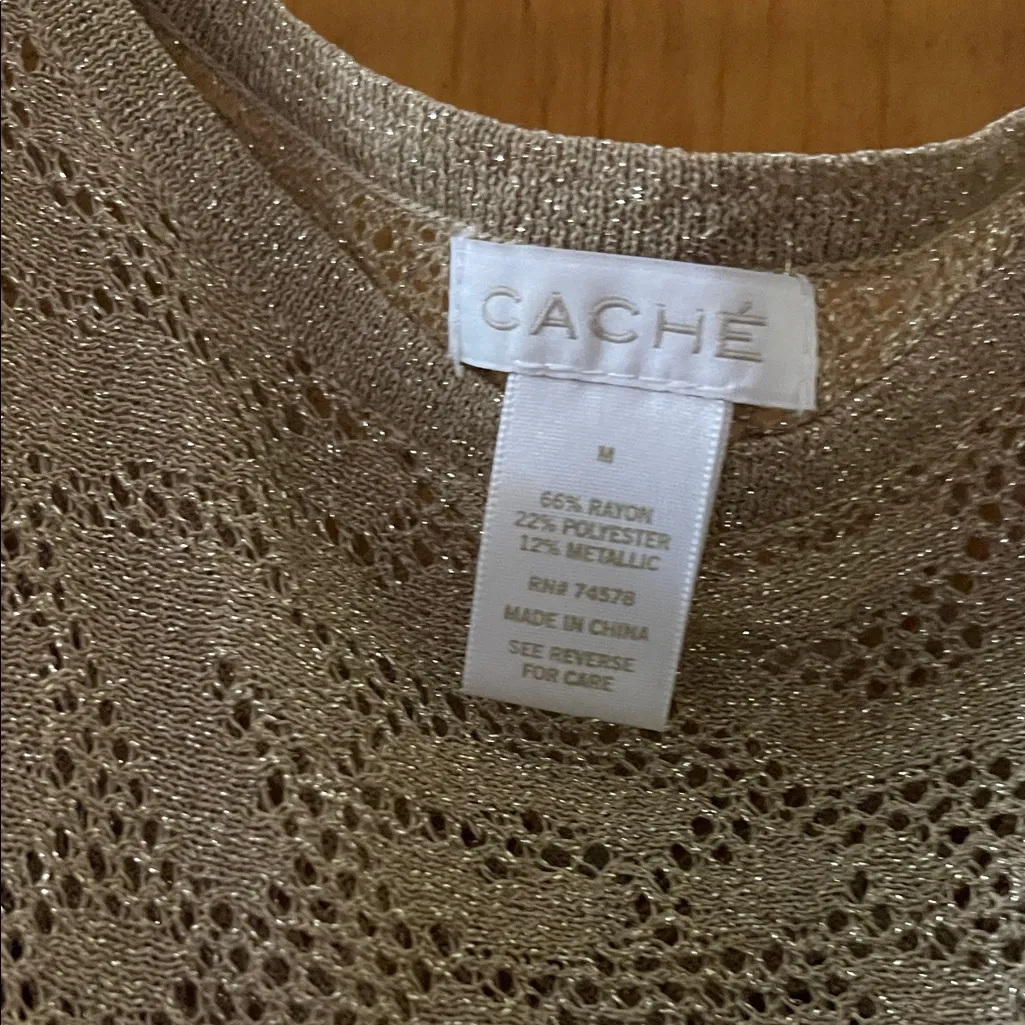 CACHÉ
M
66% RAYON
22% POLYESTER
12% METALLIC
RN# 74578
MADE IN CHINA
SEE REVERSE
FOR CARE